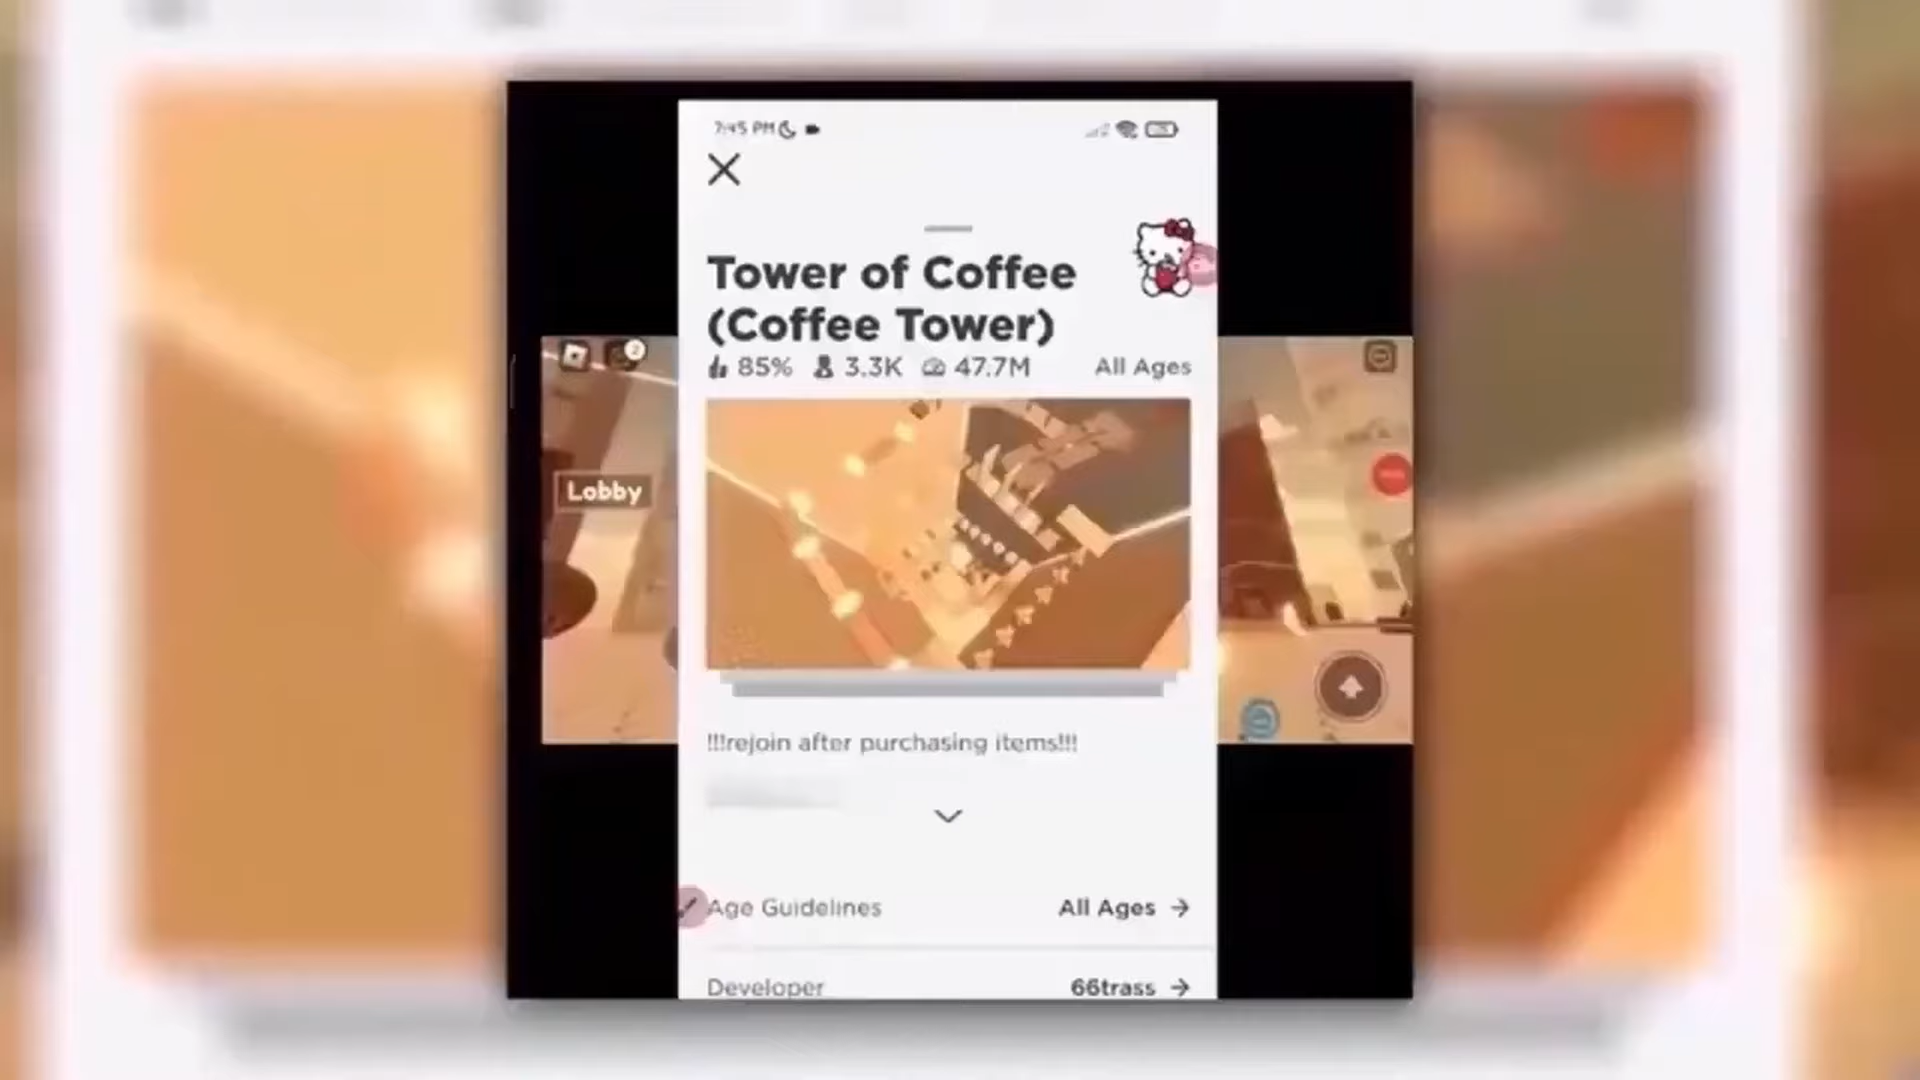 7:45 PM
Tower of Coffee
(Coffee Tower)
85% 3.3K 47.7M All Ages
2
Lobby
!!!rejoin after purchasing items!!!
Age Guidelines All Ages →
Developer 66trass →